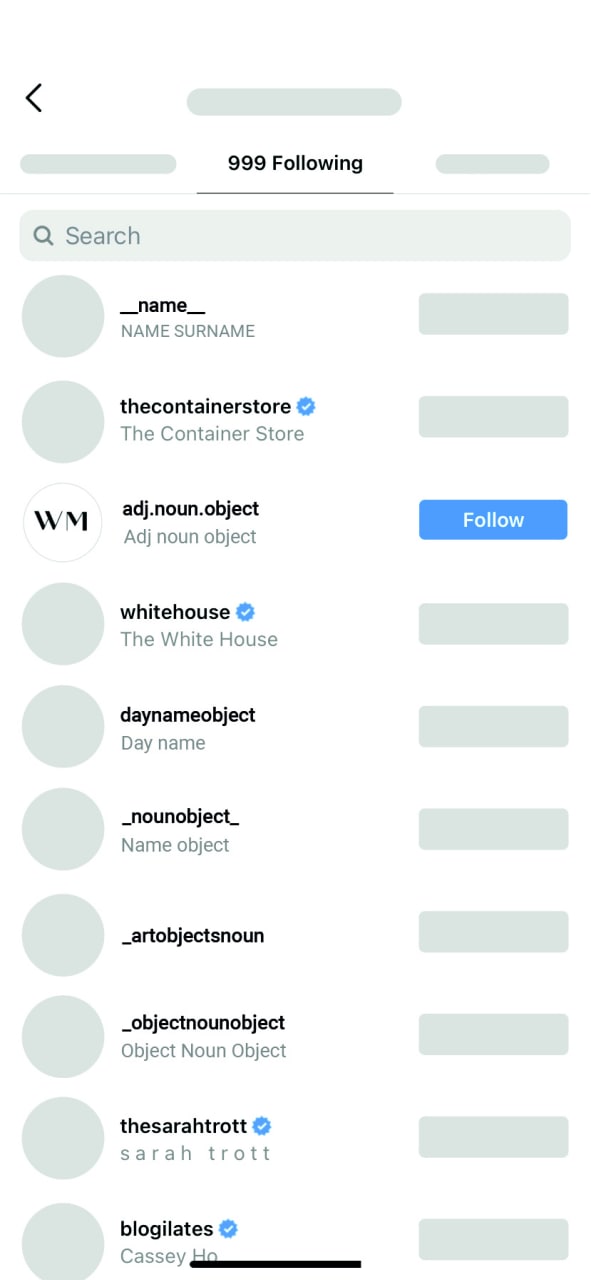 999 Following
Search
__name__
NAME SURNAME
thecontainerstore
The Container Store
WM
adj.noun.object
Adj noun object
Follow
whitehouse
The White House
daynameobject
Day name
_nounobject_
Name object
_artobjectsnoun
_objectnounobject
Object Noun Object
thesarahtrott
sarah trott
blogilates
Cassey Ho